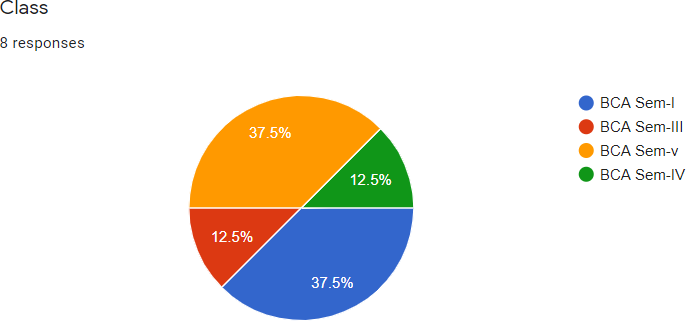 Class
8 responses
37.5%
12.5%
12.5%
37.5%
BCA Sem-I
BCA Sem-III
BCA Sem-v
BCA Sem-IV